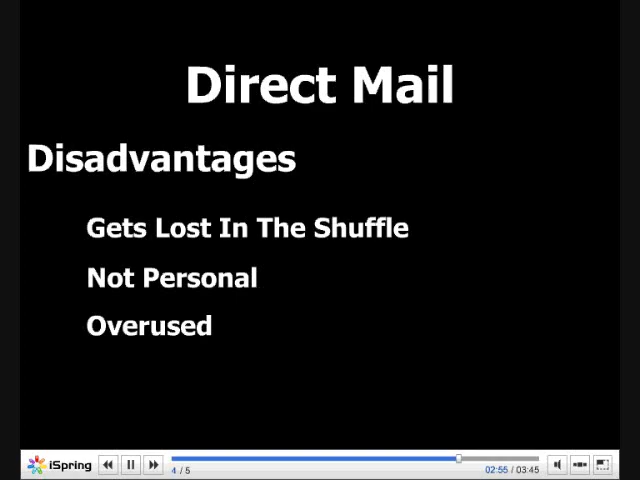 Direct Mail
Disadvantages
Gets Lost In The Shuffle
Not Personal
Overused
iSpring
4 / 5
02:55 / 03:45